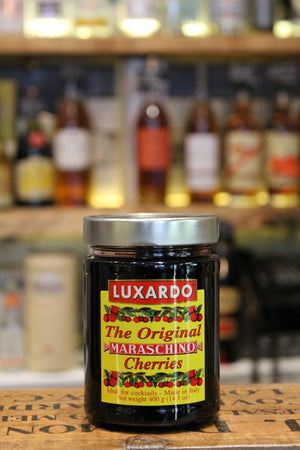 LUXARDO
The Original
MARASCHINO
Cherries
Ideal for cocktails - Made in Italy
Net weight 400 g (14.1 oz)